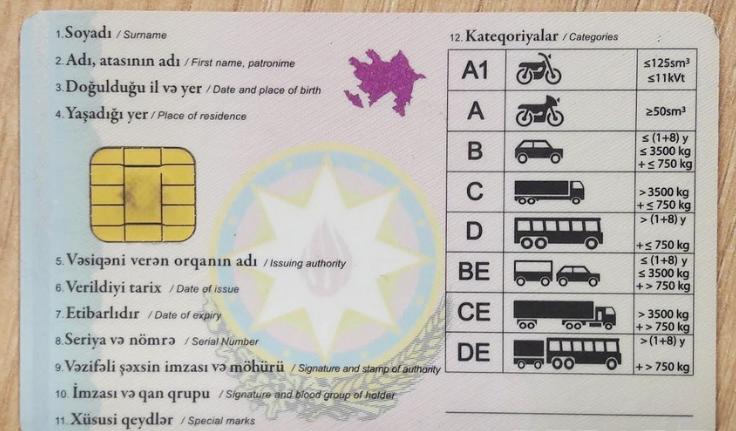 1. Soyadı / Surname
2. Adı, atasının adı / First name, patronime
3. Doğulduğu il və yer / Date and place of birth
4. Yaşadığı yer / Place of residence
5. Vəsiqəni verən orqanın adı / Issuing authority
6. Verildiyi tarix / Date of issue
7. Etibarlıdır / Date of expiry
8. Seriya və nömrə / Serial Number
9. Vəzifəli şəxsin imzası və möhürü / Signature and stamp of authority
10. İmzası və qan qrupu / Signature and blood group of holder
11. Xüsusi qeydlər / Special marks
12. Kateqoriyalar / Categories
A1 ≤125sm³
≤11kVt
A ≥50sm³
B ≤ (1+8) y
≤ 3500 kg
+ ≤ 750 kg
C > 3500 kg
+ ≤ 750 kg
D > (1+8) y
+ ≤ 750 kg
BE ≤ (1+8) y
≤ 3500 kg
+ > 750 kg
CE > 3500 kg
+ > 750 kg
DE > (1+8) y
+ > 750 kg